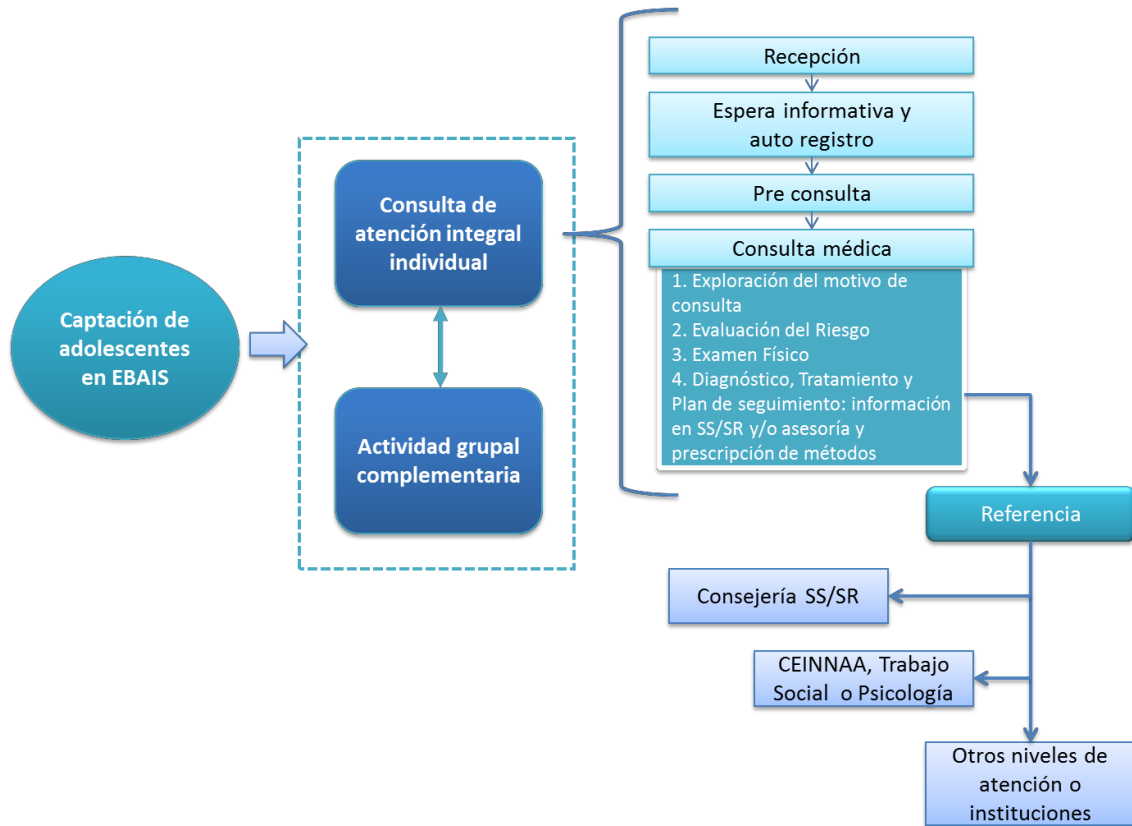 Captación de
adolescentes
en EBAIS
Consulta de
atención integral
individual
Actividad grupal
complementaria
Recepción
Espera informativa y
auto registro
Pre consulta
Consulta médica
1. Exploración del motivo de
consulta
2. Evaluación del Riesgo
3. Examen Físico
4. Diagnóstico, Tratamiento y
Plan de seguimiento: información
en SS/SR y/o asesoría y
prescripción de métodos
Referencia
Consejería SS/SR
CEINNAA, Trabajo
Social o Psicología
Otros niveles de
atención o
instituciones